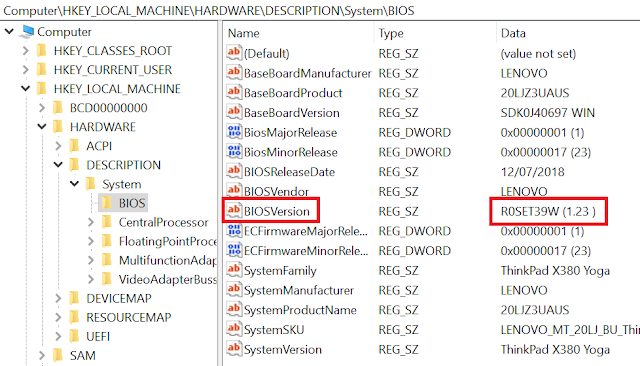 Computer\HKEY_LOCAL_MACHINE\HARDWARE\DESCRIPTION\System\BIOS
Computer
HKEY_CLASSES_ROOT
HKEY_CURRENT_USER
HKEY_LOCAL_MACHINE
BCD00000000
HARDWARE
ACPI
DESCRIPTION
System
BIOS
CentralProcessor
FloatingPointProce
MultifunctionAdap
VideoAdapterBuss
DEVICEMAP
RESOURCEMAP
UEFI
SAM
Name Type Data
(Default) REG_SZ (value not set)
BaseBoardManufacturer REG_SZ LENOVO
BaseBoardProduct REG_SZ 20LJZ3UAUS
BaseBoardVersion REG_SZ SDK0J40697 WIN
BiosMajorRelease REG_DWORD 0x00000001 (1)
BiosMinorRelease REG_DWORD 0x00000017 (23)
BIOSReleaseDate REG_SZ 12/07/2018
BIOSVendor REG_SZ LENOVO
BIOSVersion REG_SZ R0SET39W (1.23 )
ECFirmwareMajorRele... REG_DWORD 0x00000001 (1)
ECFirmwareMinorRele... REG_DWORD 0x00000017 (23)
SystemFamily REG_SZ ThinkPad X380 Yoga
SystemManufacturer REG_SZ LENOVO
SystemProductName REG_SZ 20LJZ3UAUS
SystemSKU REG_SZ LENOVO_MT_20LJ_BU_Thin
SystemVersion REG_SZ ThinkPad X380 Yoga